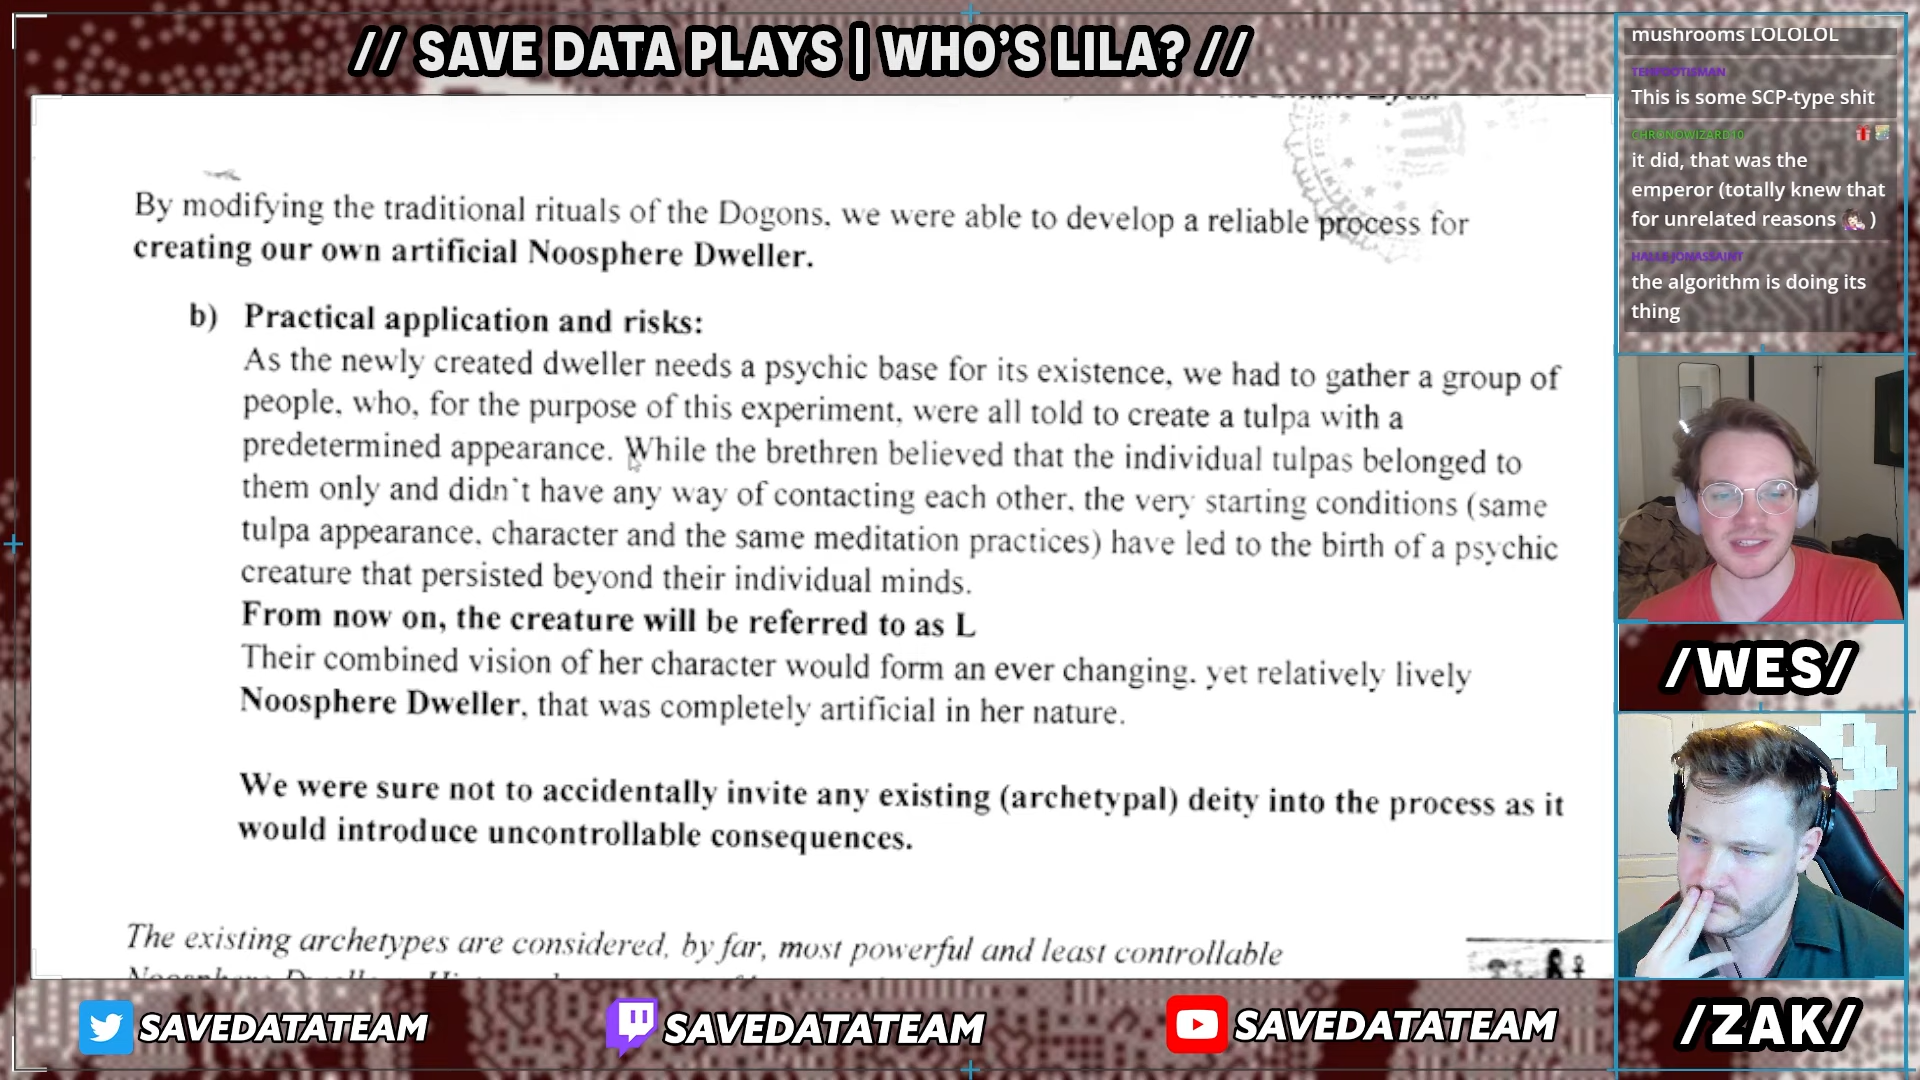 // SAVE DATA PLAYS | WHO'S LILA? //
By modifying the traditional rituals of the Dogons, we were able to develop a reliable process for
creating our own artificial Noosphere Dweller.
b) Practical application and risks:
As the newly created dweller needs a psychic base for its existence, we had to gather a group of
people, who, for the purpose of this experiment, were all told to create a tulpa with a
predetermined appearance. While the brethren believed that the individual tulpas belonged to
them only and didn't have any way of contacting each other, the very starting conditions (same
tulpa appearance, character and the same meditation practices) have led to the birth of a psychic
creature that persisted beyond their individual minds.
From now on, the creature will be referred to as L
Their combined vision of her character would form an ever changing, yet relatively lively
Noosphere Dweller, that was completely artificial in her nature.
We were sure not to accidentally invite any existing (archetypal) deity into the process as it
would introduce uncontrollable consequences.
The existing archetypes are considered, by far, most powerful and least controllable
mushrooms LOLOLOL
This is some SCP-type shit
CHRONOWIZARD10
it did, that was the
emperor (totally knew that
for unrelated reasons )
HALLE JONASSAINT
the algorithm is doing its
thing
/WES/
/ZAK/
SAVEDATATEAM
SAVEDATATEAM
SAVEDATATEAM